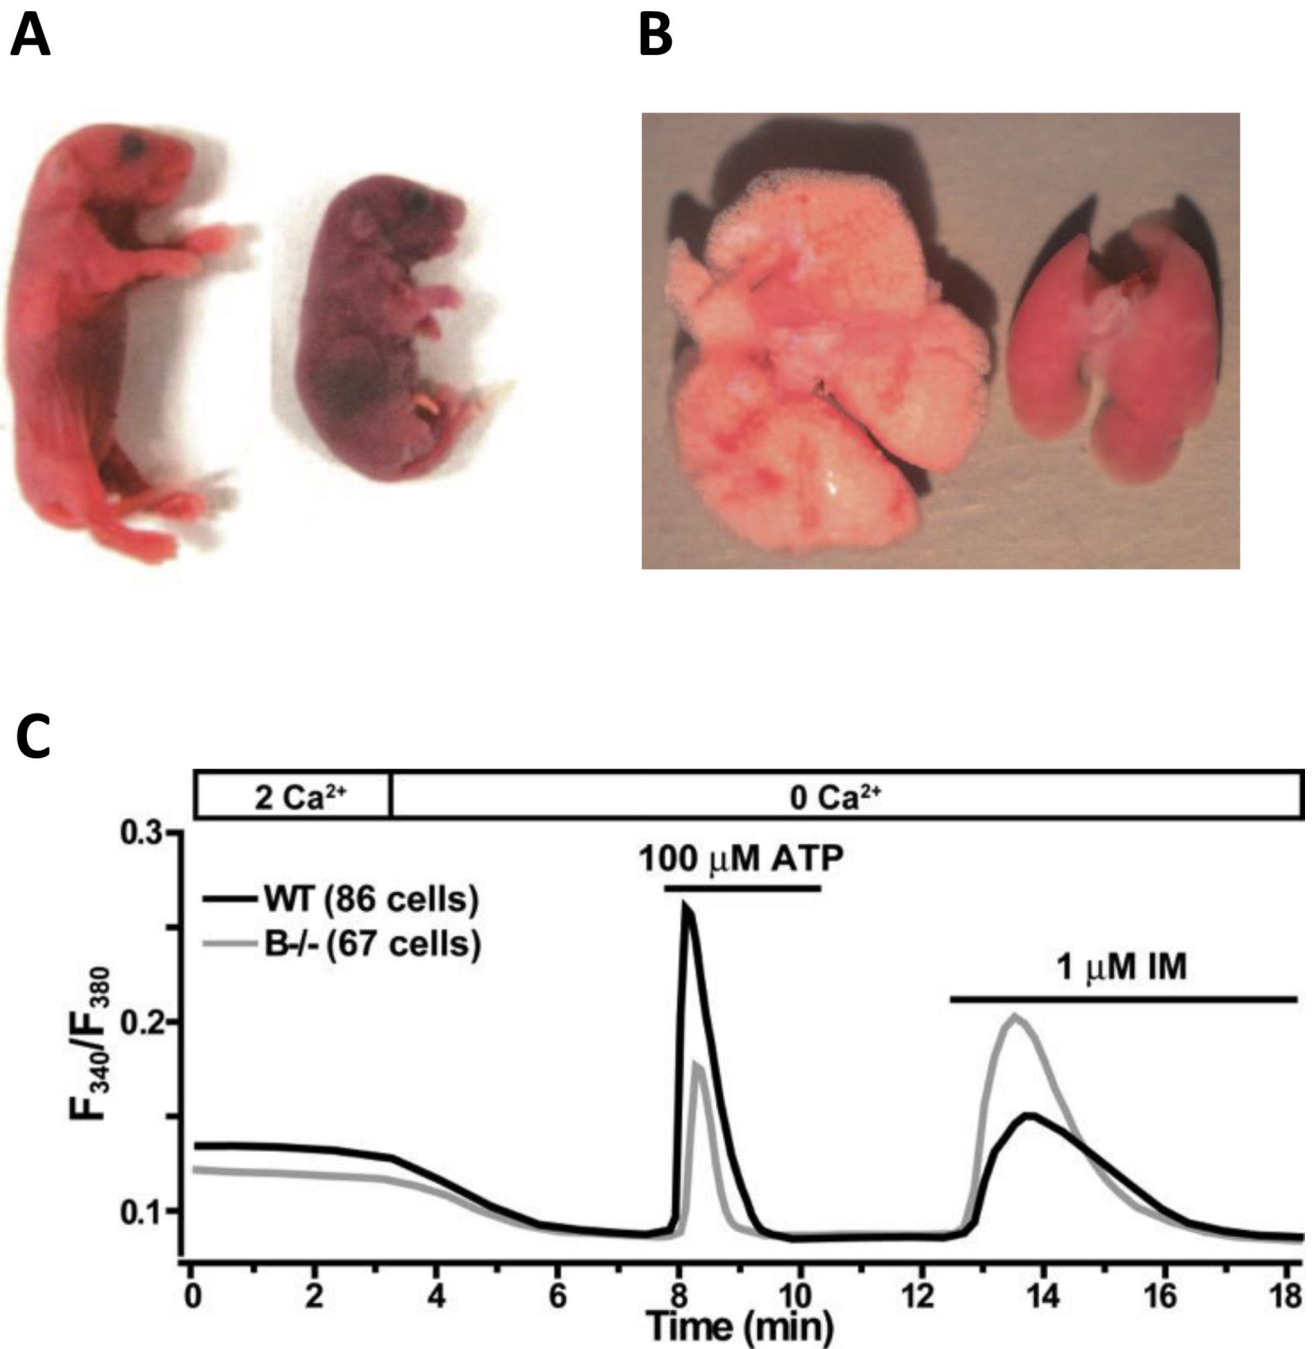 A
B
C
2 Ca²⁺
0 Ca²⁺
0.3
100 μM ATP
WT (86 cells)
B-/- (67 cells)
1 μM IM
F₃₄₀/F₃₈₀
0.2
0.1
0 2 4 6 8 10 12 14 16 18
Time (min)